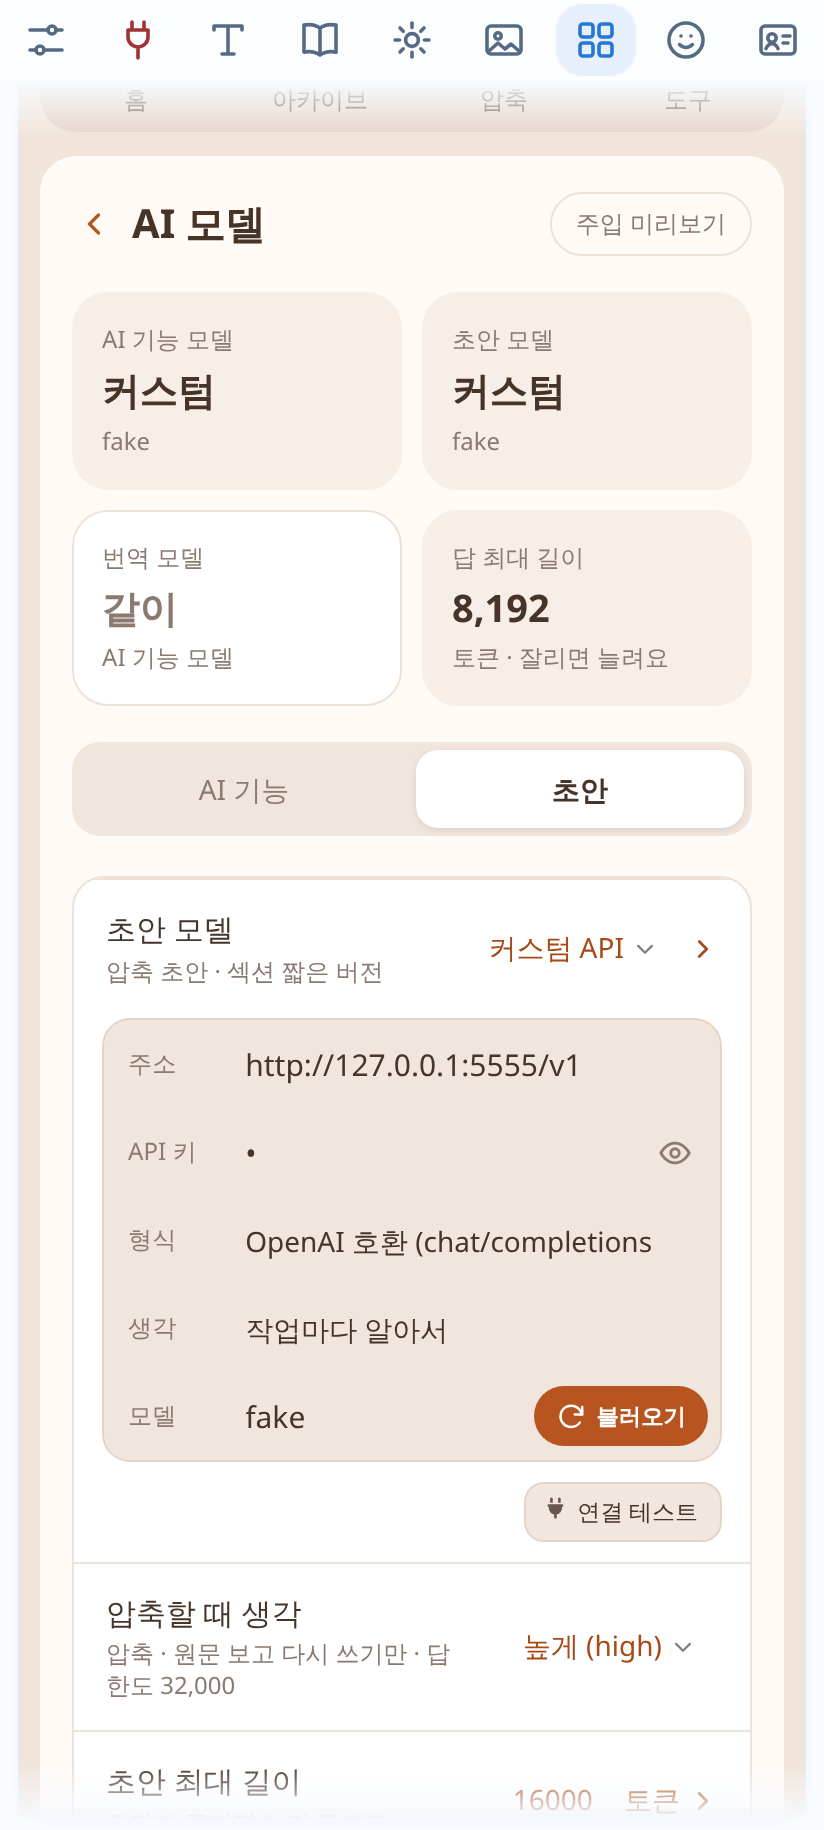 홈
아카이브
압축
도구
AI 모델
주입 미리보기
AI 기능 모델
커스텀
fake
초안 모델
커스텀
fake
번역 모델
같이
AI 기능 모델
답 최대 길이
8,192
토큰 · 잘리면 늘려요
AI 기능
초안
초안 모델
압축 초안 · 섹션 짧은 버전
커스텀 API
주소
http://127.0.0.1:5555/v1
API 키
•
형식
OpenAI 호환 (chat/completions
생각
작업마다 알아서
모델
fake
불러오기
연결 테스트
압축할 때 생각
압축 · 원문 보고 다시 쓰기만 · 답
한도 32,000
높게 (high)
초안 최대 길이
16000
토큰